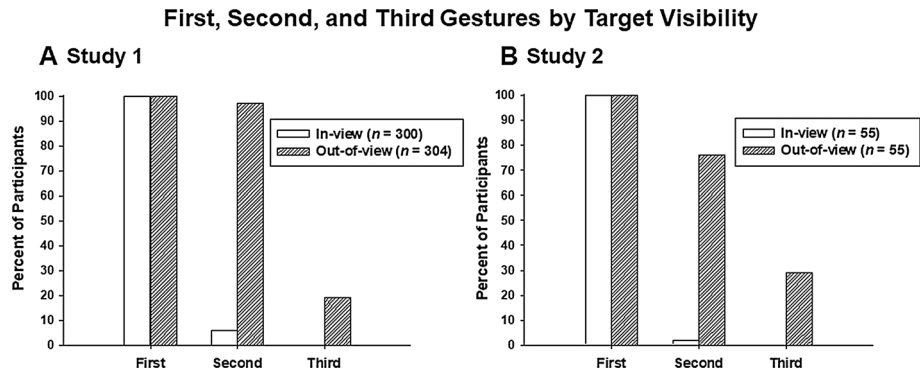 First, Second, and Third Gestures by Target Visibility
A Study 1
Percent of Participants
100
90
80
70
60
50
40
30
20
10
0
In-view (n = 300)
Out-of-view (n = 304)
First Second Third
B Study 2
Percent of Participants
100
90
80
70
60
50
40
30
20
10
0
In-view (n = 55)
Out-of-view (n = 55)
First Second Third